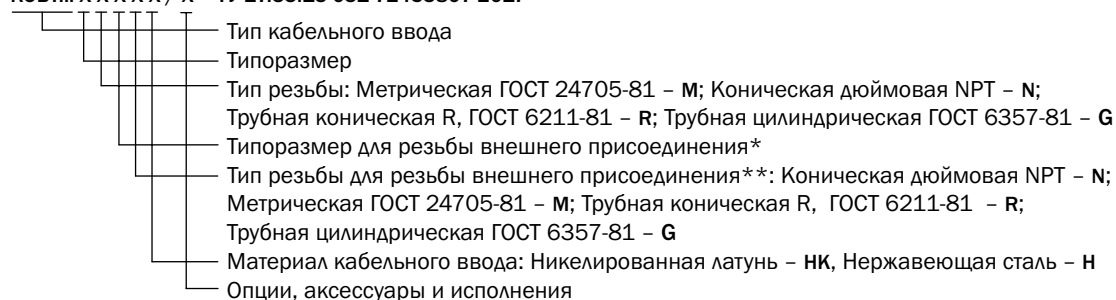 Тип кабельного ввода
Типоразмер
Тип резьбы: Метрическая ГОСТ 24705-81 – М; Коническая дюймовая NPT – N;
Трубная коническая R, ГОСТ 6211-81 – R; Трубная цилиндрическая ГОСТ 6357-81 – G
Типоразмер для резьбы внешнего присоединения*
Тип резьбы для резьбы внешнего присоединения**: Коническая дюймовая NPT – N;
Метрическая ГОСТ 24705-81 – М; Трубная коническая R, ГОСТ 6211-81 – R;
Трубная цилиндрическая ГОСТ 6357-81 – G
Материал кабельного ввода: Никелированная латунь – НК, Нержавеющая сталь – Н
Опции, аксессуары и исполнения